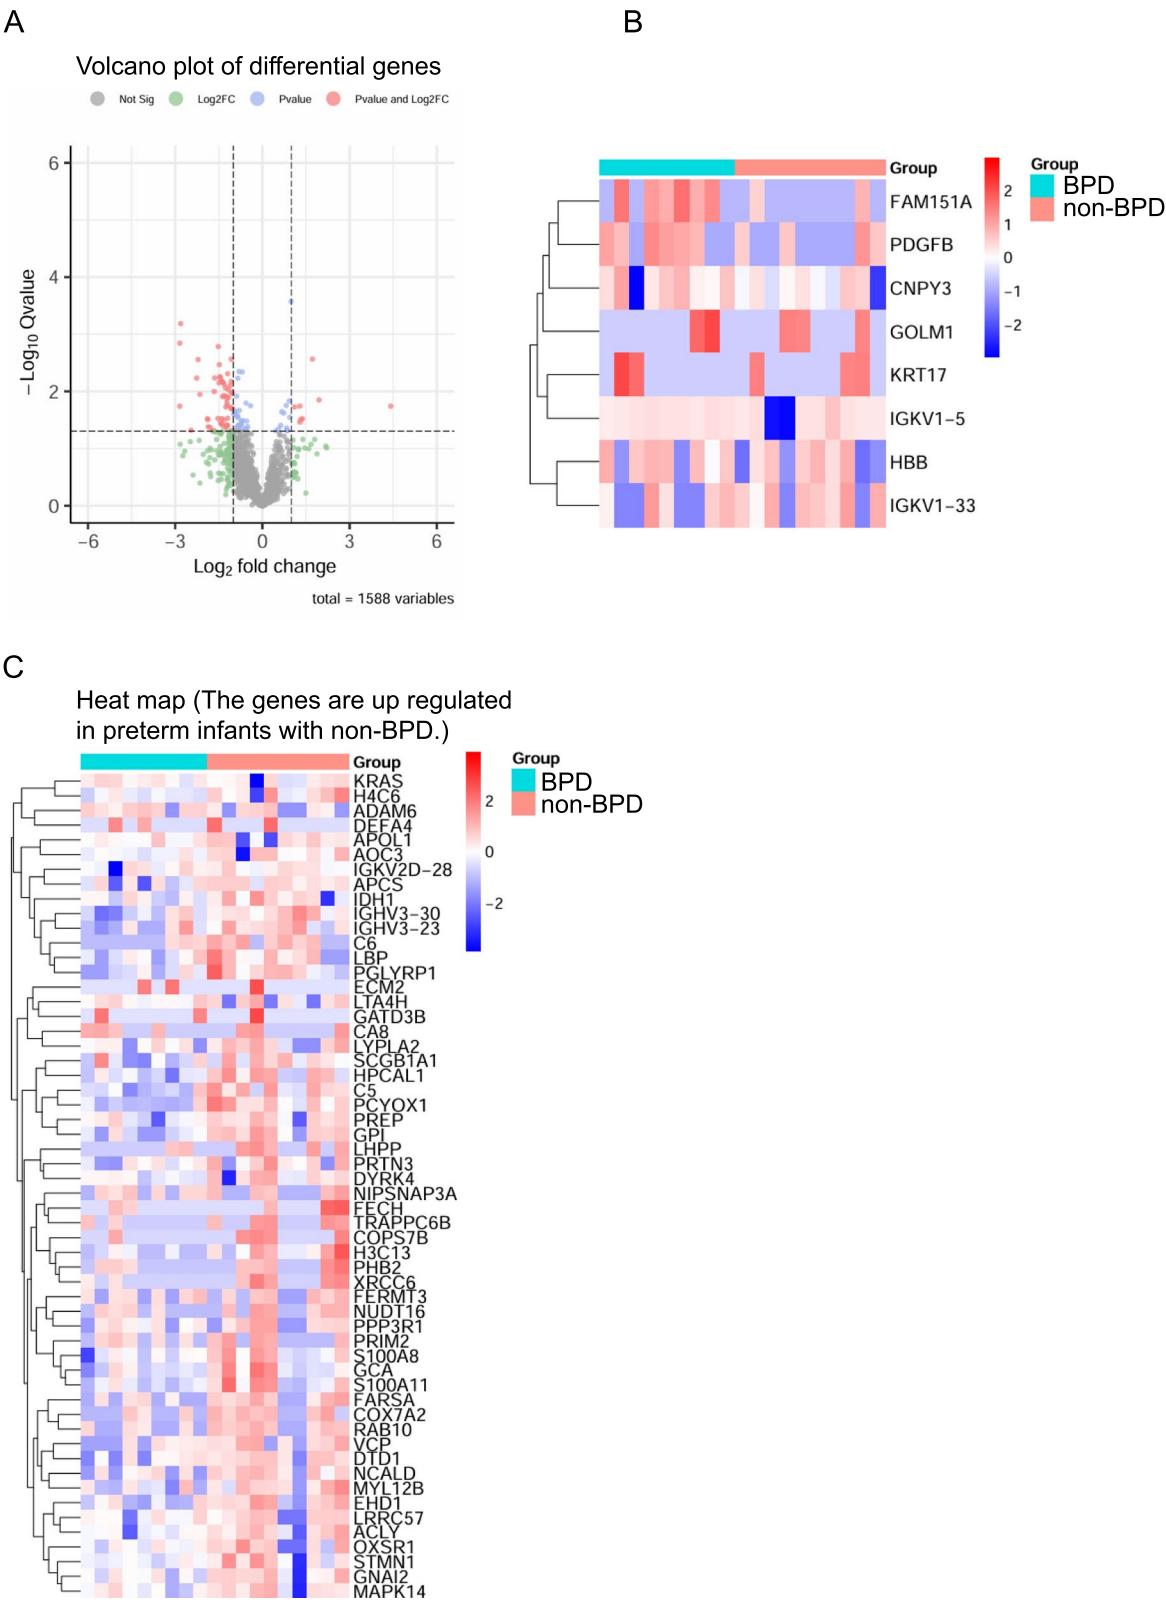 A
Volcano plot of differential genes
Not Sig Log2FC Pvalue Pvalue and Log2FC
6
4
2
0
− Log10 Qvalue
−6 −3 0 3 6
Log2 fold change
total = 1588 variables
B
Group
FAM151A
PDGFB
CNPY3
GOLM1
KRT17
IGKV1−5
HBB
IGKV1−33
2
1
0
−1
−2
Group
BPD
non-BPD
C
Heat map (The genes are up regulated
in preterm infants with non-BPD.)
Group
KRAS
H4C6
ADAM6
DEFA4
APOL1
AOC3
IGKV2D−28
APCS
IDH1
IGHV3−30
IGHV3−23
C6
LBP
PGLYRP1
ECM2
LTA4H
GATD3B
CA8
LYPLA2
SCGB1A1
HPCAL1
C5
PCYOX1
PREP
GPI
LHPP
PRTN3
DYRK4
NIPSNAP3A
FECH
TRAPPC6B
COPS7B
H3C13
PHB2
XRCC6
FERMT3
NUDT16
PPP3R1
PRIM2
S100A8
GCA
S100A11
FARSA
COX7A2
RAB10
VCP
DTD1
NCALD
MYL12B
EHD1
LRRC57
ACLY
OXSR1
STMN1
GNAI2
MAPK14
2
0
−2
Group
BPD
non-BPD